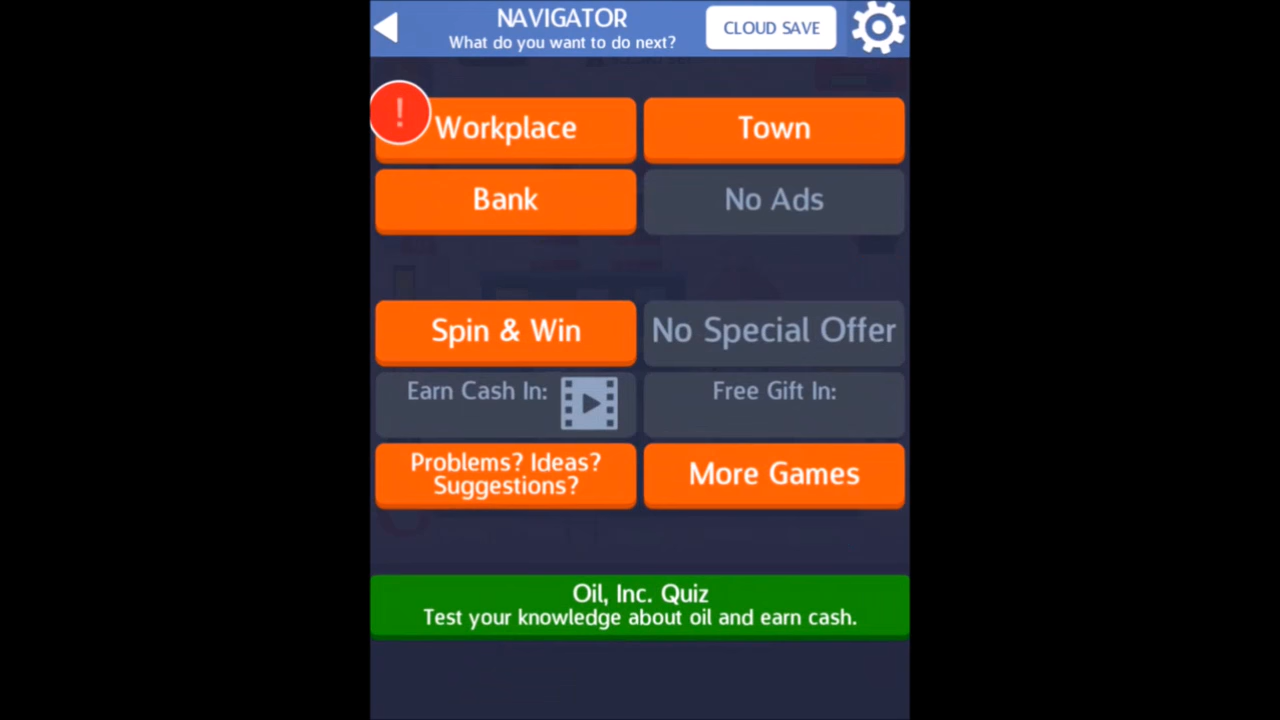 NAVIGATOR
What do you want to do next?
CLOUD SAVE
!
Workplace
Town
Bank
No Ads
Spin & Win
No Special Offer
Earn Cash In:
Free Gift In:
Problems? Ideas?
Suggestions?
More Games
Oil, Inc. Quiz
Test your knowledge about oil and earn cash.